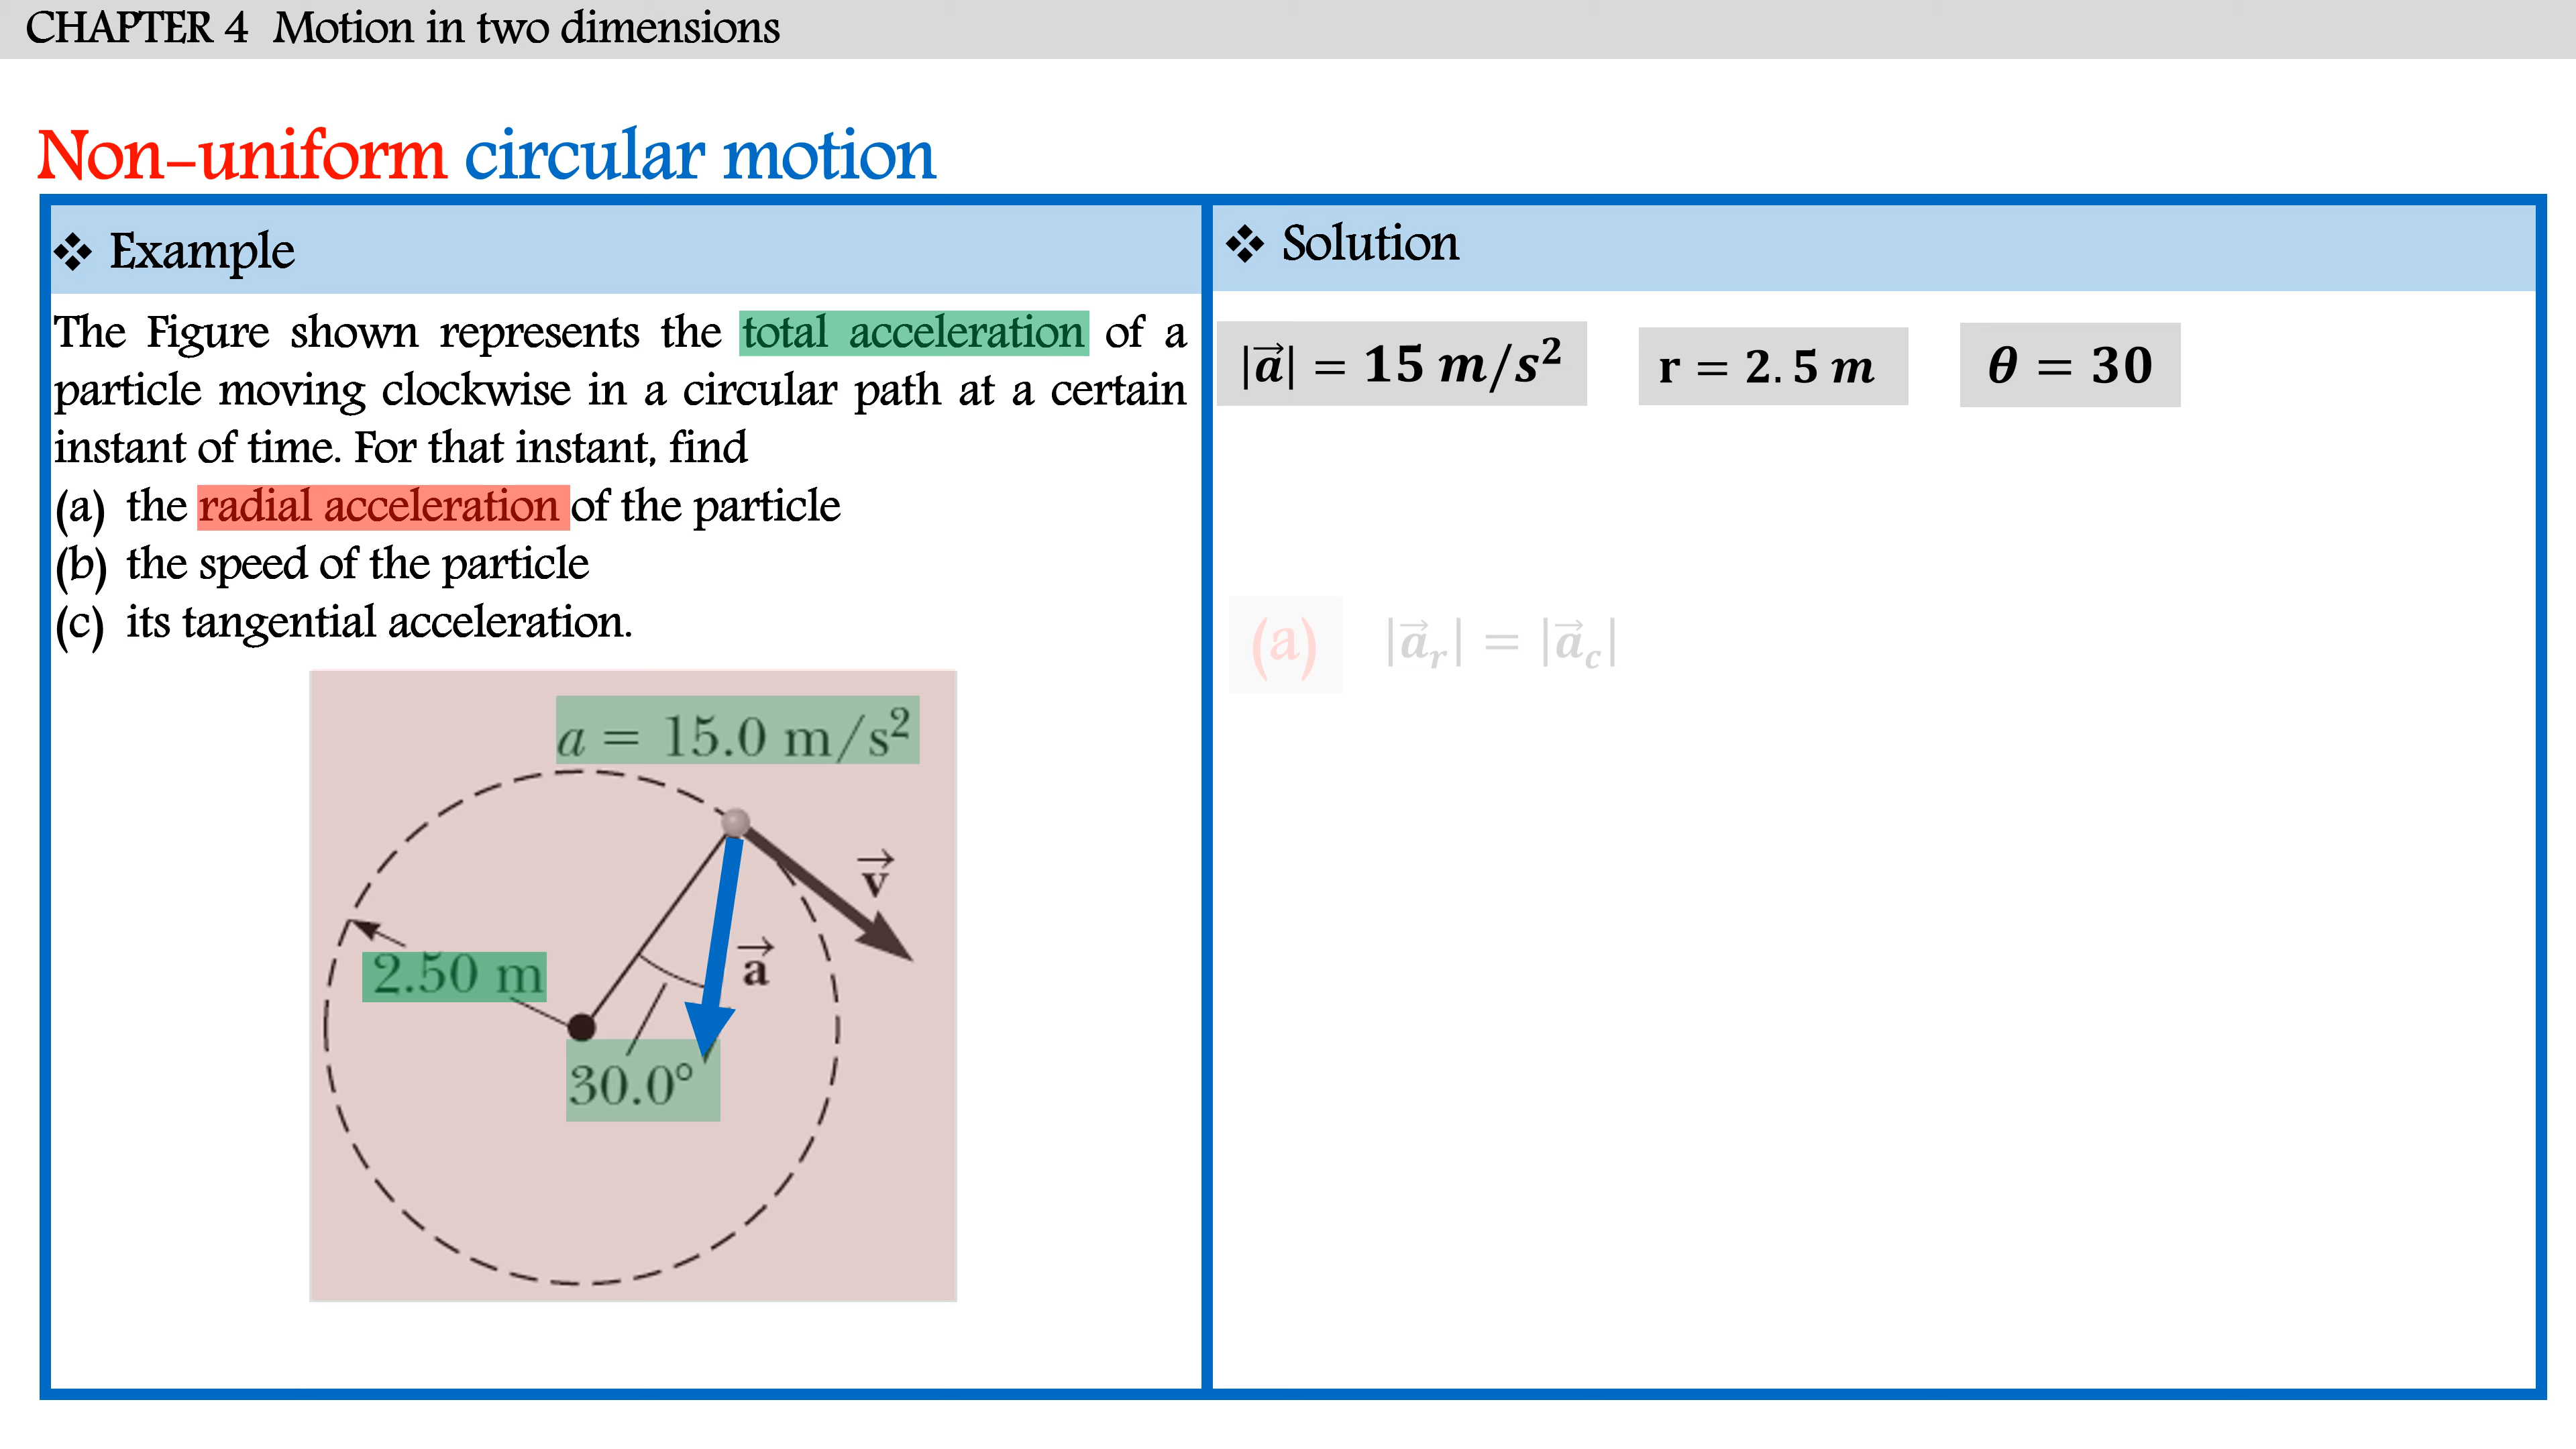 CHAPTER 4 Motion in two dimensions
Non-uniform circular motion
❖ Example
The Figure shown represents the total acceleration of a
particle moving clockwise in a circular path at a certain
instant of time. For that instant, find
(a) the radial acceleration of the particle
(b) the speed of the particle
(c) its tangential acceleration.
a = 15.0 m/s²
v⃗
a⃗
2.50 m
30.0°
❖ Solution
|a⃗| = 15 m/s² r = 2.5 m θ = 30
(a) |a⃗ᵣ| = |a⃗_c|